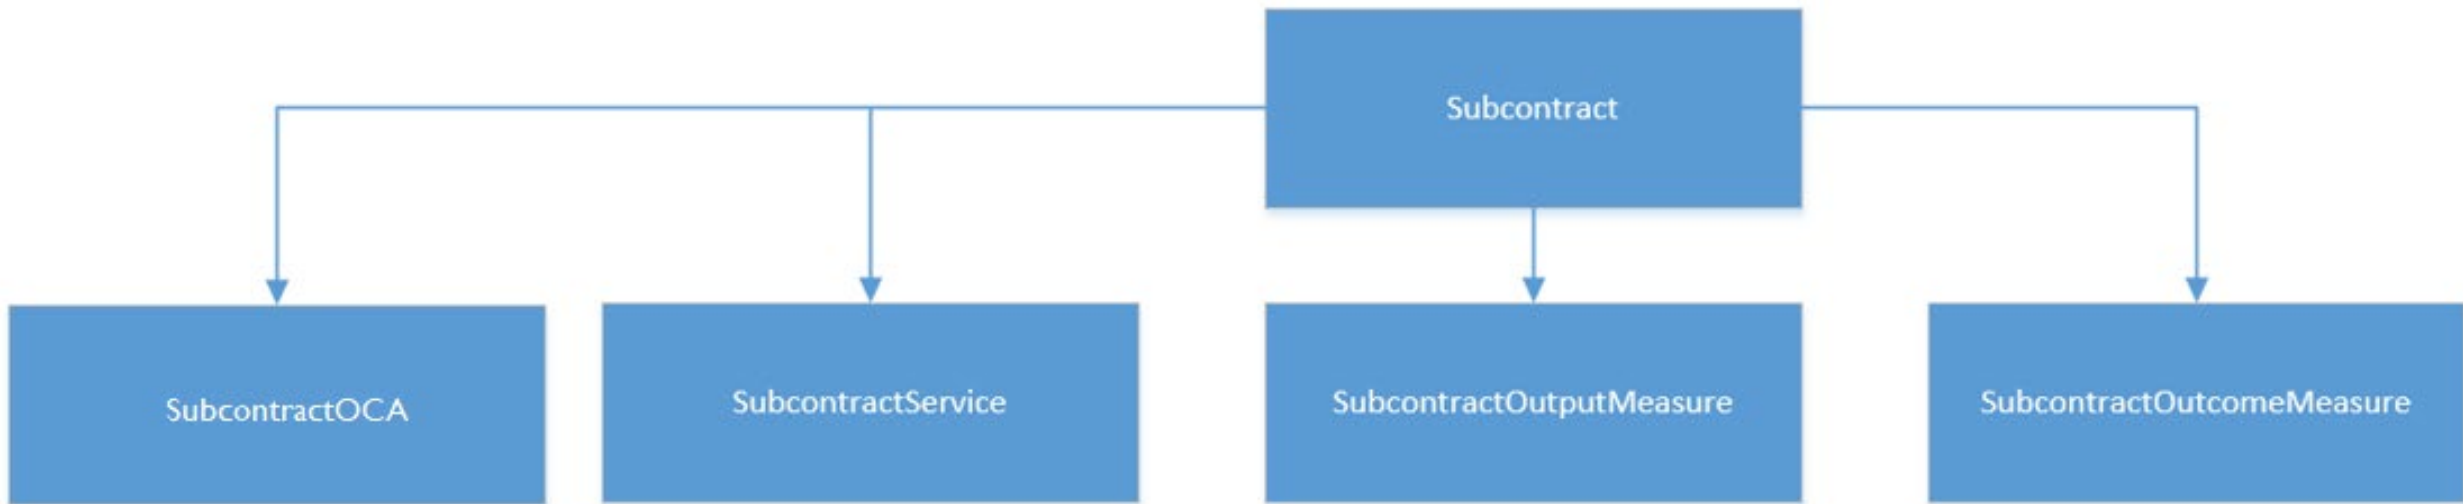 Subcontract
SubcontractOCA
SubcontractService
SubcontractOutputMeasure
SubcontractOutcomeMeasure